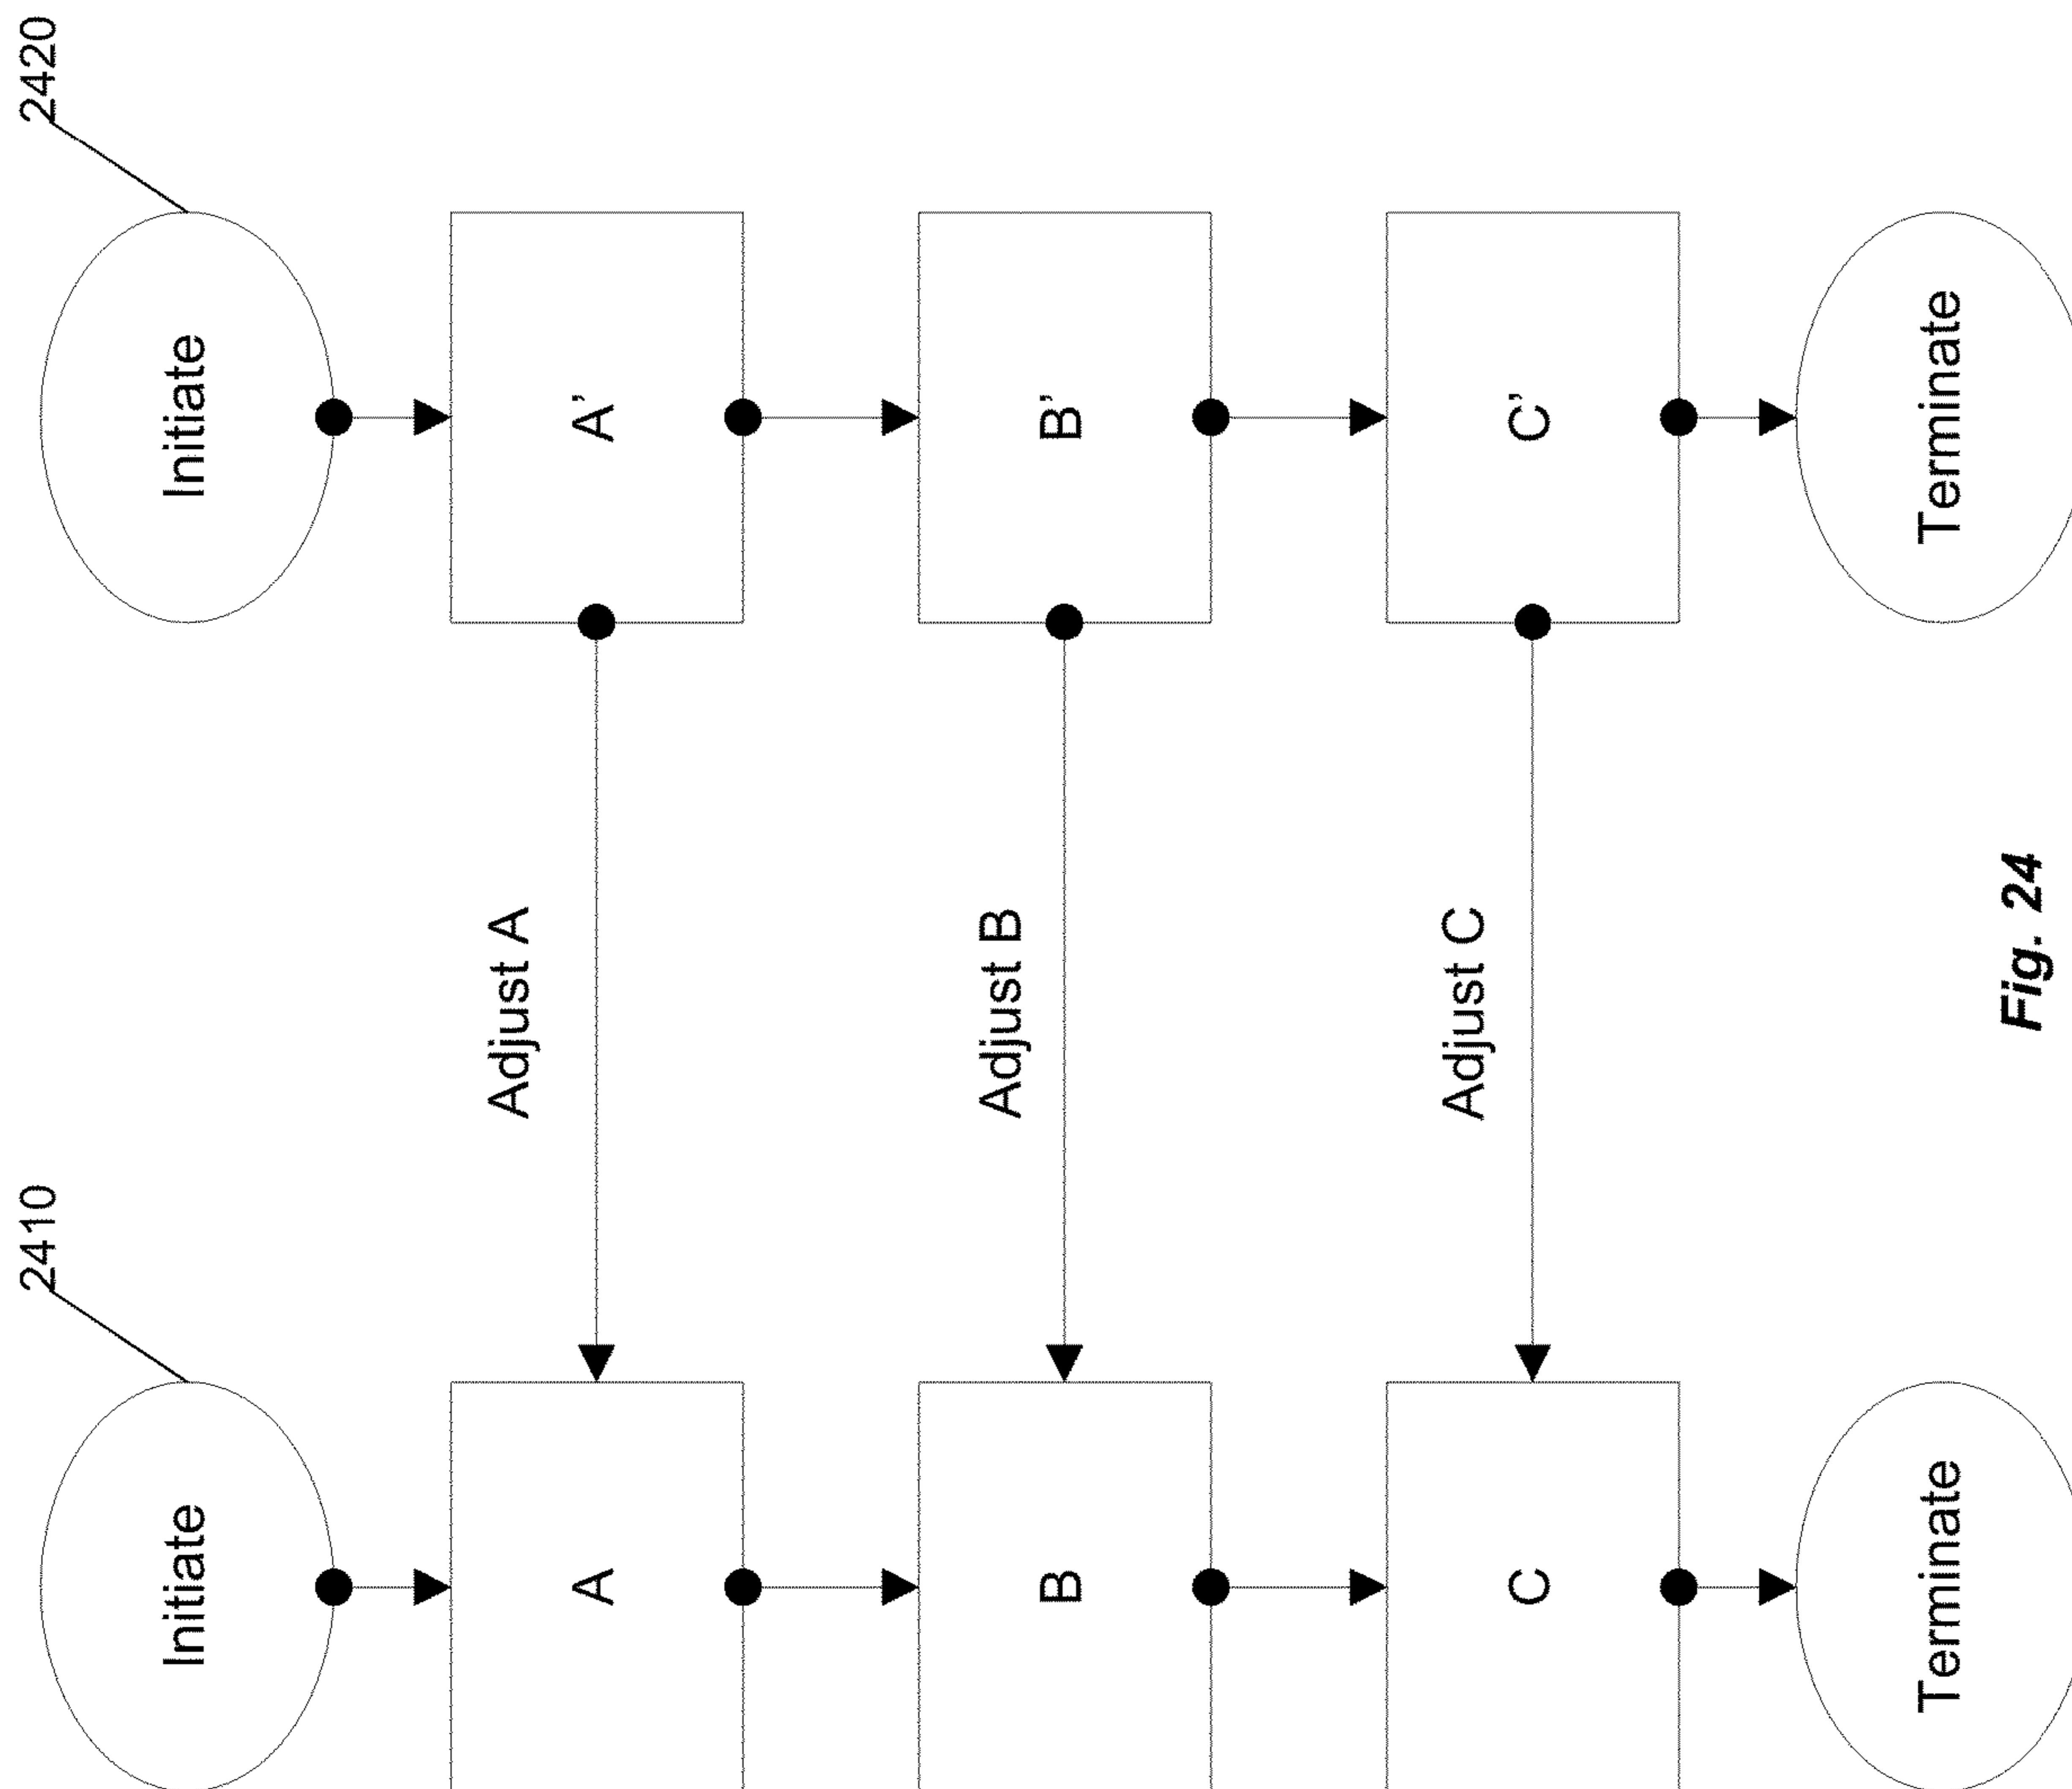 2410
2420
Initiate
Initiate
Adjust A
A
A’
Adjust B
B
B’
Adjust C
C
C’
Terminate
Terminate
Fig. 24